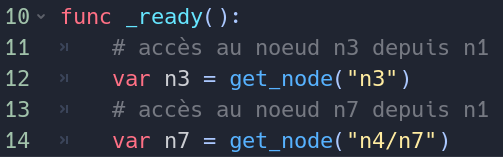 10 func _ready():
11 # accès au noeud n3 depuis n1
12 var n3 = get_node("n3")
13 # accès au noeud n7 depuis n1
14 var n7 = get_node("n4/n7")